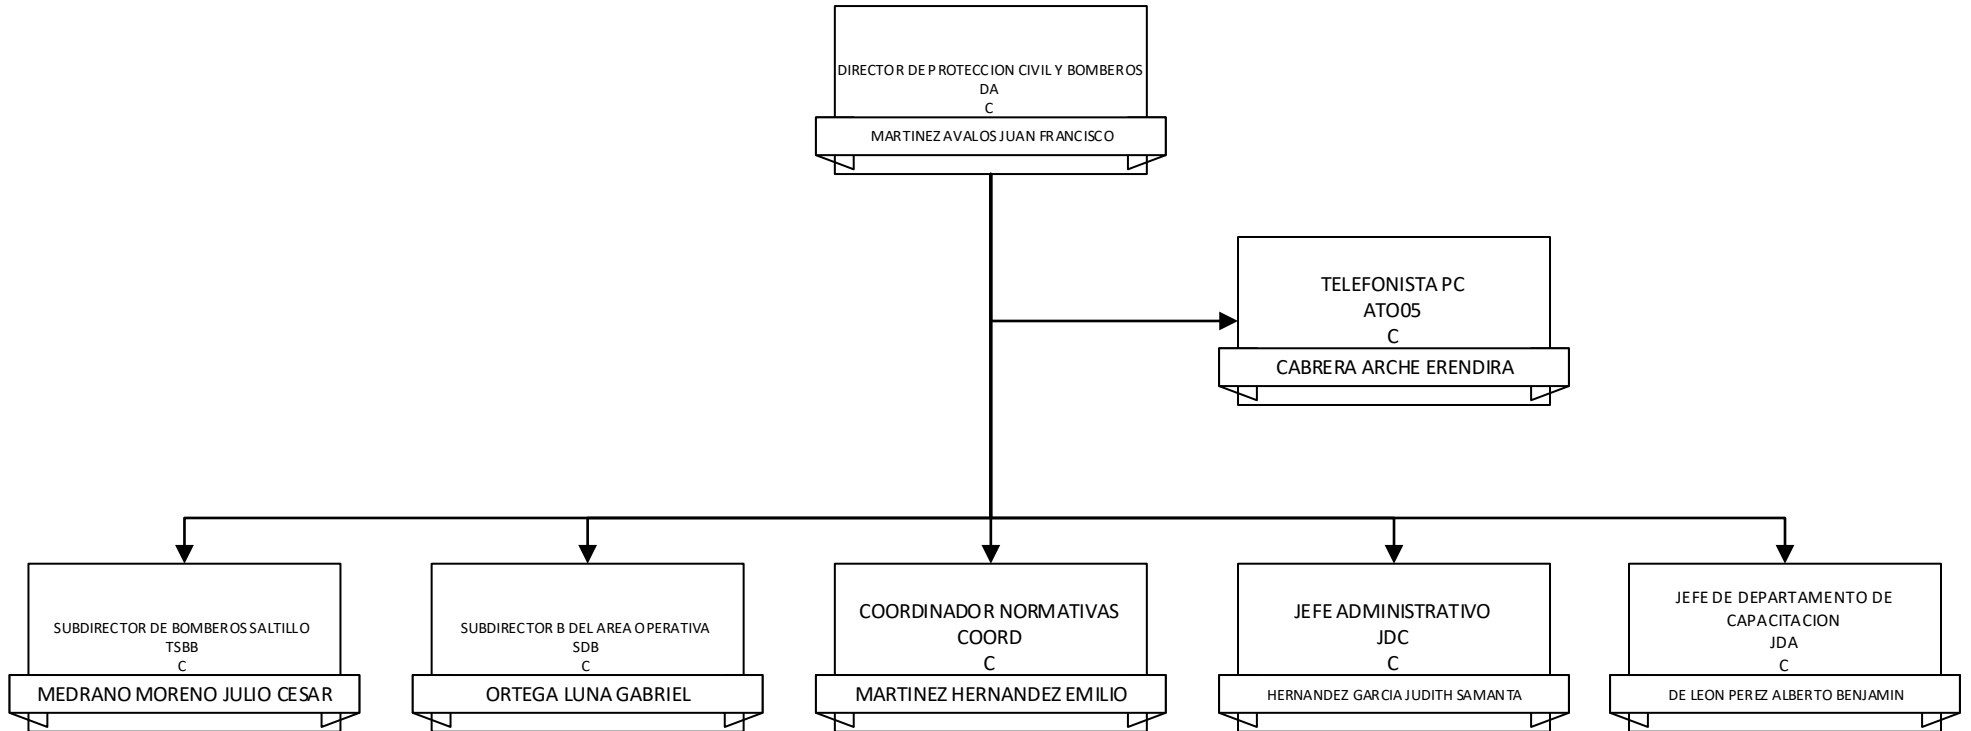 DIRECTOR DE PROTECCION CIVIL Y BOMBEROS
DA
C
MARTINEZ AVALOS JUAN FRANCISCO
TELEFONISTA PC
ATO05
C
CABRERA ARCHE ERENDIRA
SUBDIRECTOR DE BOMBEROS SALTILLO
TSBB
C
MEDRANO MORENO JULIO CESAR
SUBDIRECTOR B DEL AREA OPERATIVA
SDB
C
ORTEGA LUNA GABRIEL
COORDINADOR NORMATIVAS
COORD
C
MARTINEZ HERNANDEZ EMILIO
JEFE ADMINISTRATIVO
JDC
C
HERNANDEZ GARCIA JUDITH SAMANTA
JEFE DE DEPARTAMENTO DE
CAPACITACION
JDA
C
DE LEON PEREZ ALBERTO BENJAMIN